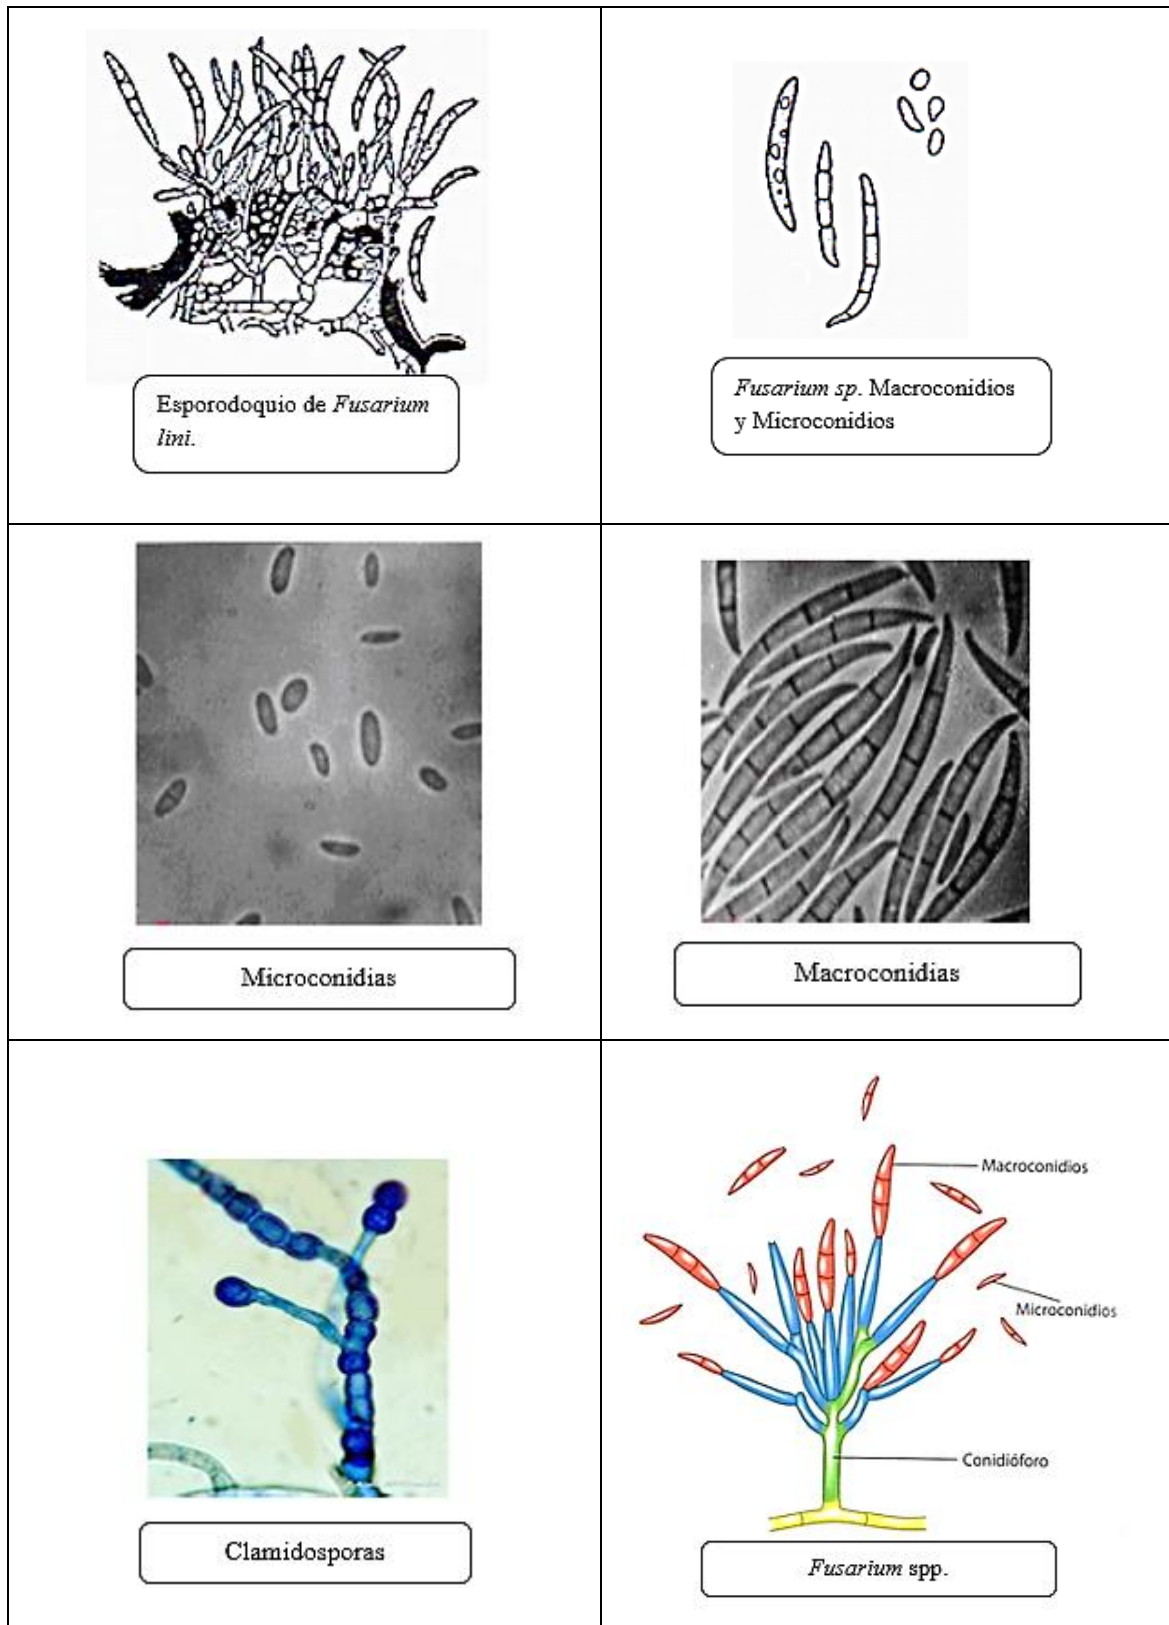 Esporodoquio de Fusarium
lini.
Fusarium sp. Macroconidios
y Microconidios
Microconidias
Macroconidias
Clamidosporas
Macroconidios
Microconidios
Conidióforo
Fusarium spp.